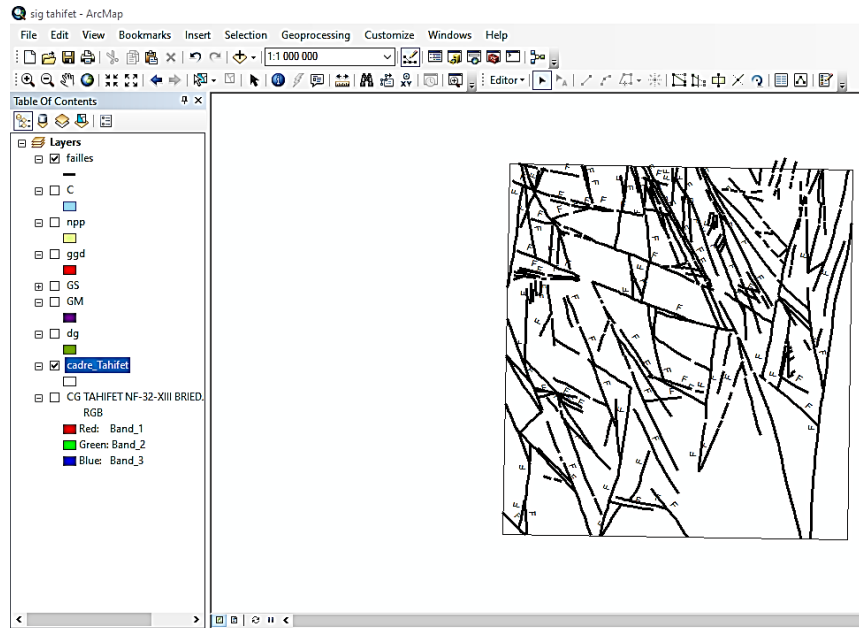 sig tahifet - ArcMap
File Edit View Bookmarks Insert Selection Geoprocessing Customize Windows Help
1:1 000 000
Editor
Table Of Contents
Layers
failles
C
npp
ggd
GS
GM
dg
cadre_Tahifet
CG TAHIFET NF-32-XIII BRIED.
RGB
Red: Band_1
Green: Band_2
Blue: Band_3